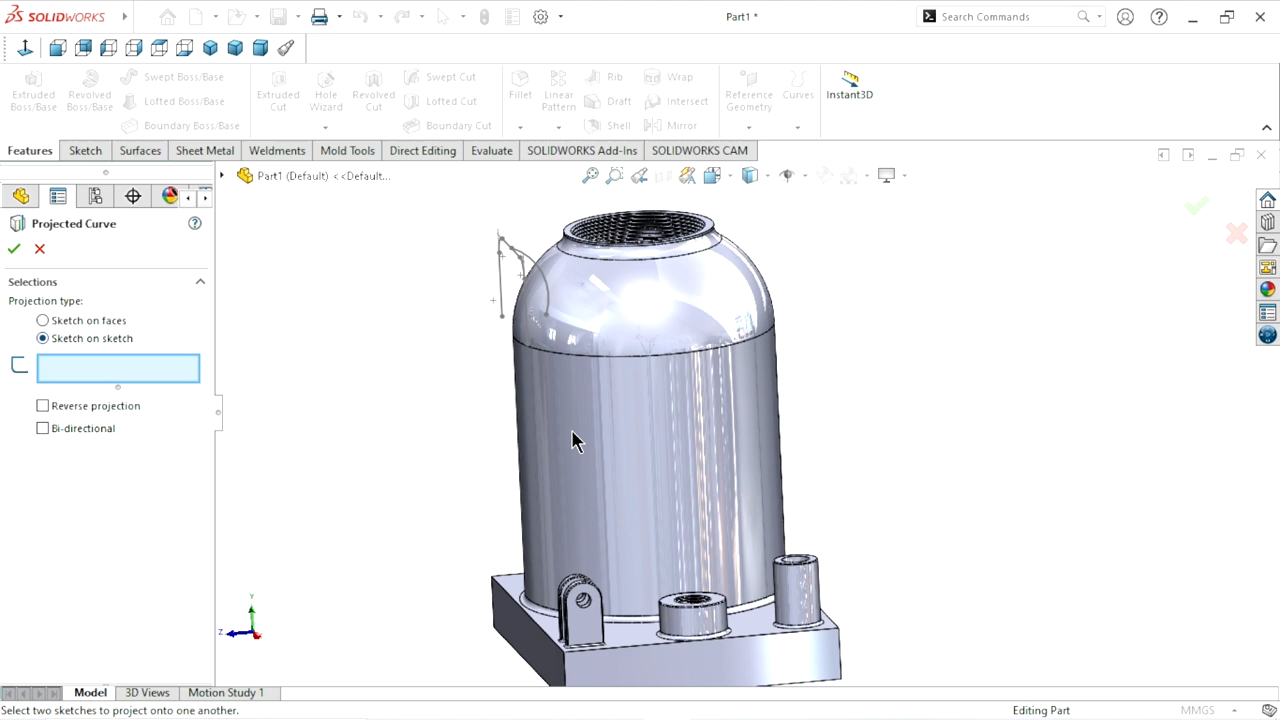 SOLIDWORKS
Part1 *
Search Commands
Extruded Boss/Base
Revolved Boss/Base
Swept Boss/Base
Lofted Boss/Base
Boundary Boss/Base
Extruded Cut
Hole Wizard
Revolved Cut
Swept Cut
Lofted Cut
Boundary Cut
Fillet
Linear Pattern
Rib
Draft
Shell
Wrap
Intersect
Mirror
Reference Geometry
Curves
Instant3D
Features
Sketch
Surfaces
Sheet Metal
Weldments
Mold Tools
Direct Editing
Evaluate
SOLIDWORKS Add-Ins
SOLIDWORKS CAM
Part1 (Default) <<Default...
Projected Curve
Selections
Projection type:
Sketch on faces
Sketch on sketch
Reverse projection
Bi-directional
Y
Z
Model
3D Views
Motion Study 1
Select two sketches to project onto one another.
Editing Part
MMGS